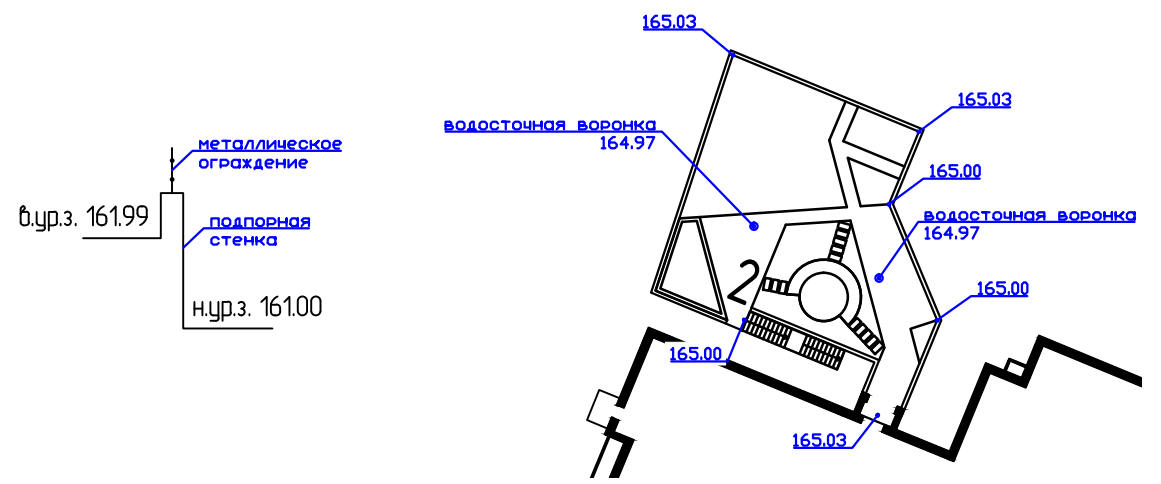 металлическое
ограждение
в.ур.з. 161.99
подпорная
стенка
н.ур.з. 161.00
165.03
165.03
водосточная воронка
164.97
165.00
водосточная воронка
164.97
2
165.00
165.00
165.03